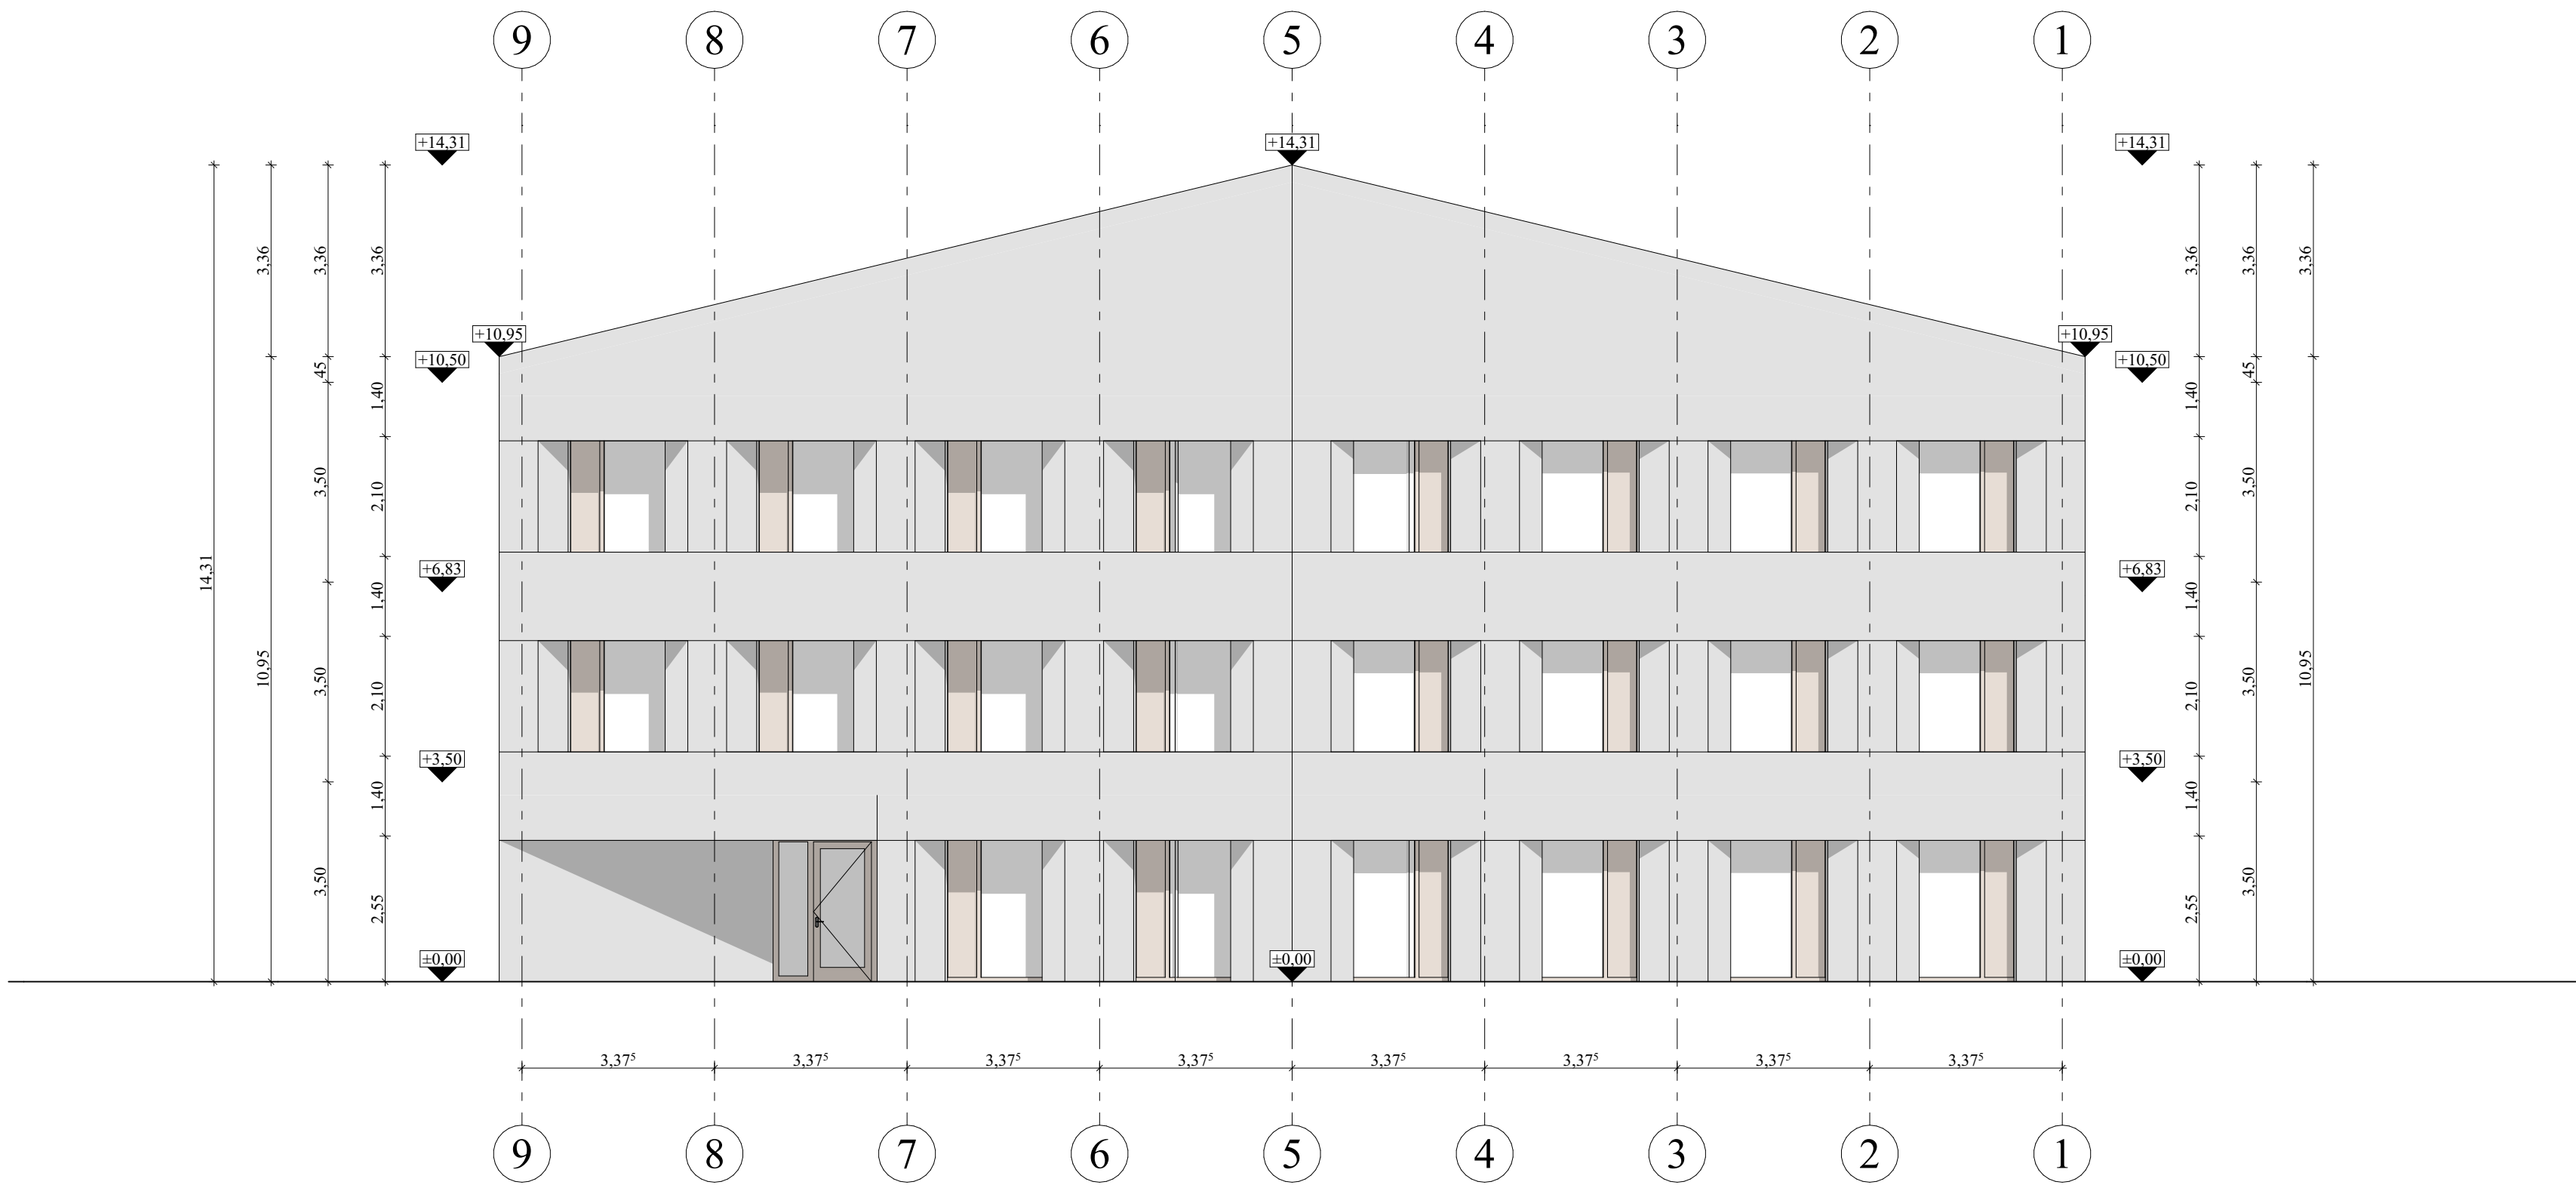 9 8 7 6 5 4 3 2 1
+14,31 +14,31 +14,31
3,36 3,36 3,36 3,36 3,36 3,36
+10,95 +10,95
+10,50 +10,50
45 1,40 1,40 45
3,50 2,10 2,10 3,50
14,31 +6,83 +6,83
1,40 1,40
10,95 3,50 2,10 2,10 3,50 10,95
+3,50 +3,50
1,40 1,40
3,50 2,55 2,55 3,50
±0,00 ±0,00 ±0,00
3,37⁵ 3,37⁵ 3,37⁵ 3,37⁵ 3,37⁵ 3,37⁵ 3,37⁵ 3,37⁵
9 8 7 6 5 4 3 2 1